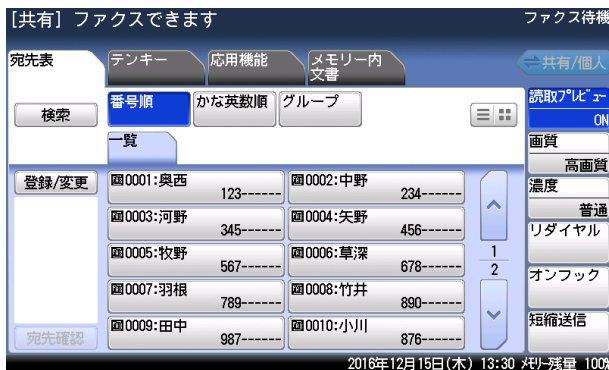 [共有] ファクスできます
ファクス待機
宛先表
テンキー
応用機能
メモリー内
文書
共有/個人
検索
番号順
かな英数順
グループ
一覧
読取プレビュー
ON
画質
高画質
濃度
普通
リダイヤル
オンフック
短縮送信
登録/変更
0001:奥西
123------
0002:中野
234------
0003:河野
345------
0004:矢野
456------
0005:牧野
567------
0006:草深
678------
0007:羽根
789------
0008:竹井
890------
0009:田中
987------
0010:小川
876------
1
2
宛先確認
2016年12月15日(木) 13:30 メモリー残量 100%